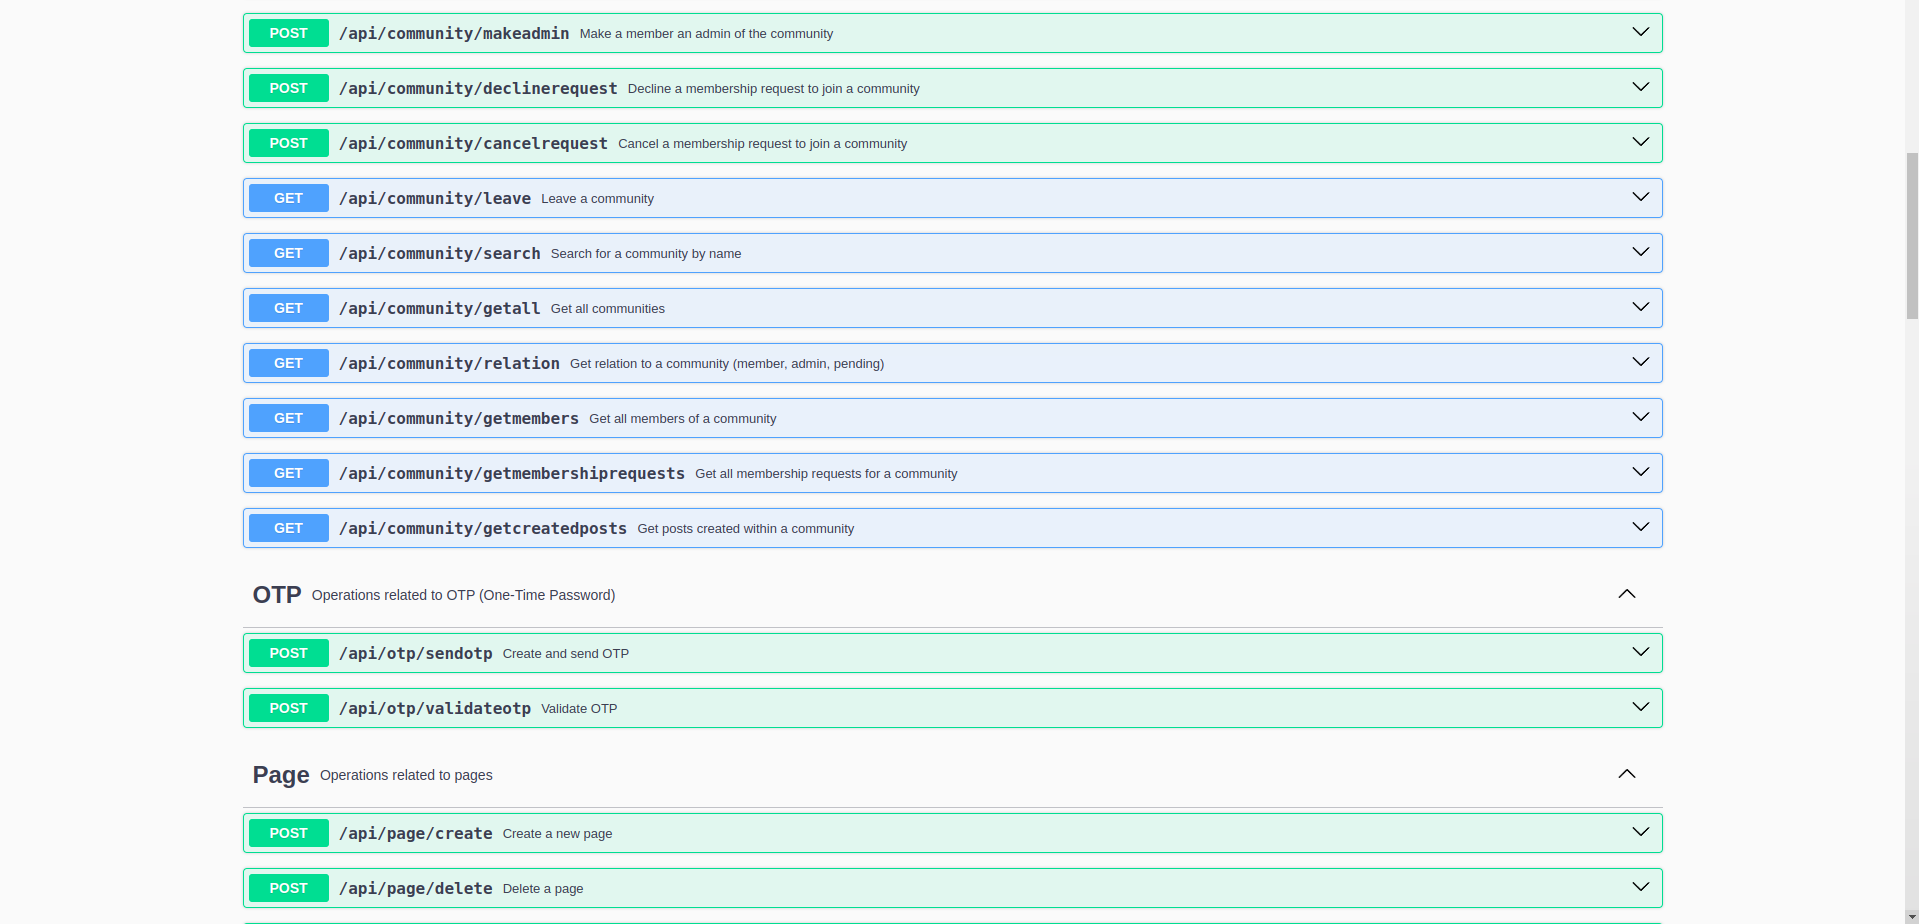 POST /api/community/makeadmin Make a member an admin of the community
POST /api/community/declinerequest Decline a membership request to join a community
POST /api/community/cancelrequest Cancel a membership request to join a community
GET /api/community/leave Leave a community
GET /api/community/search Search for a community by name
GET /api/community/getall Get all communities
GET /api/community/relation Get relation to a community (member, admin, pending)
GET /api/community/getmembers Get all members of a community
GET /api/community/getmembershiprequests Get all membership requests for a community
GET /api/community/getcreatedposts Get posts created within a community
OTP Operations related to OTP (One-Time Password)
POST /api/otp/sendotp Create and send OTP
POST /api/otp/validateotp Validate OTP
Page Operations related to pages
POST /api/page/create Create a new page
POST /api/page/delete Delete a page